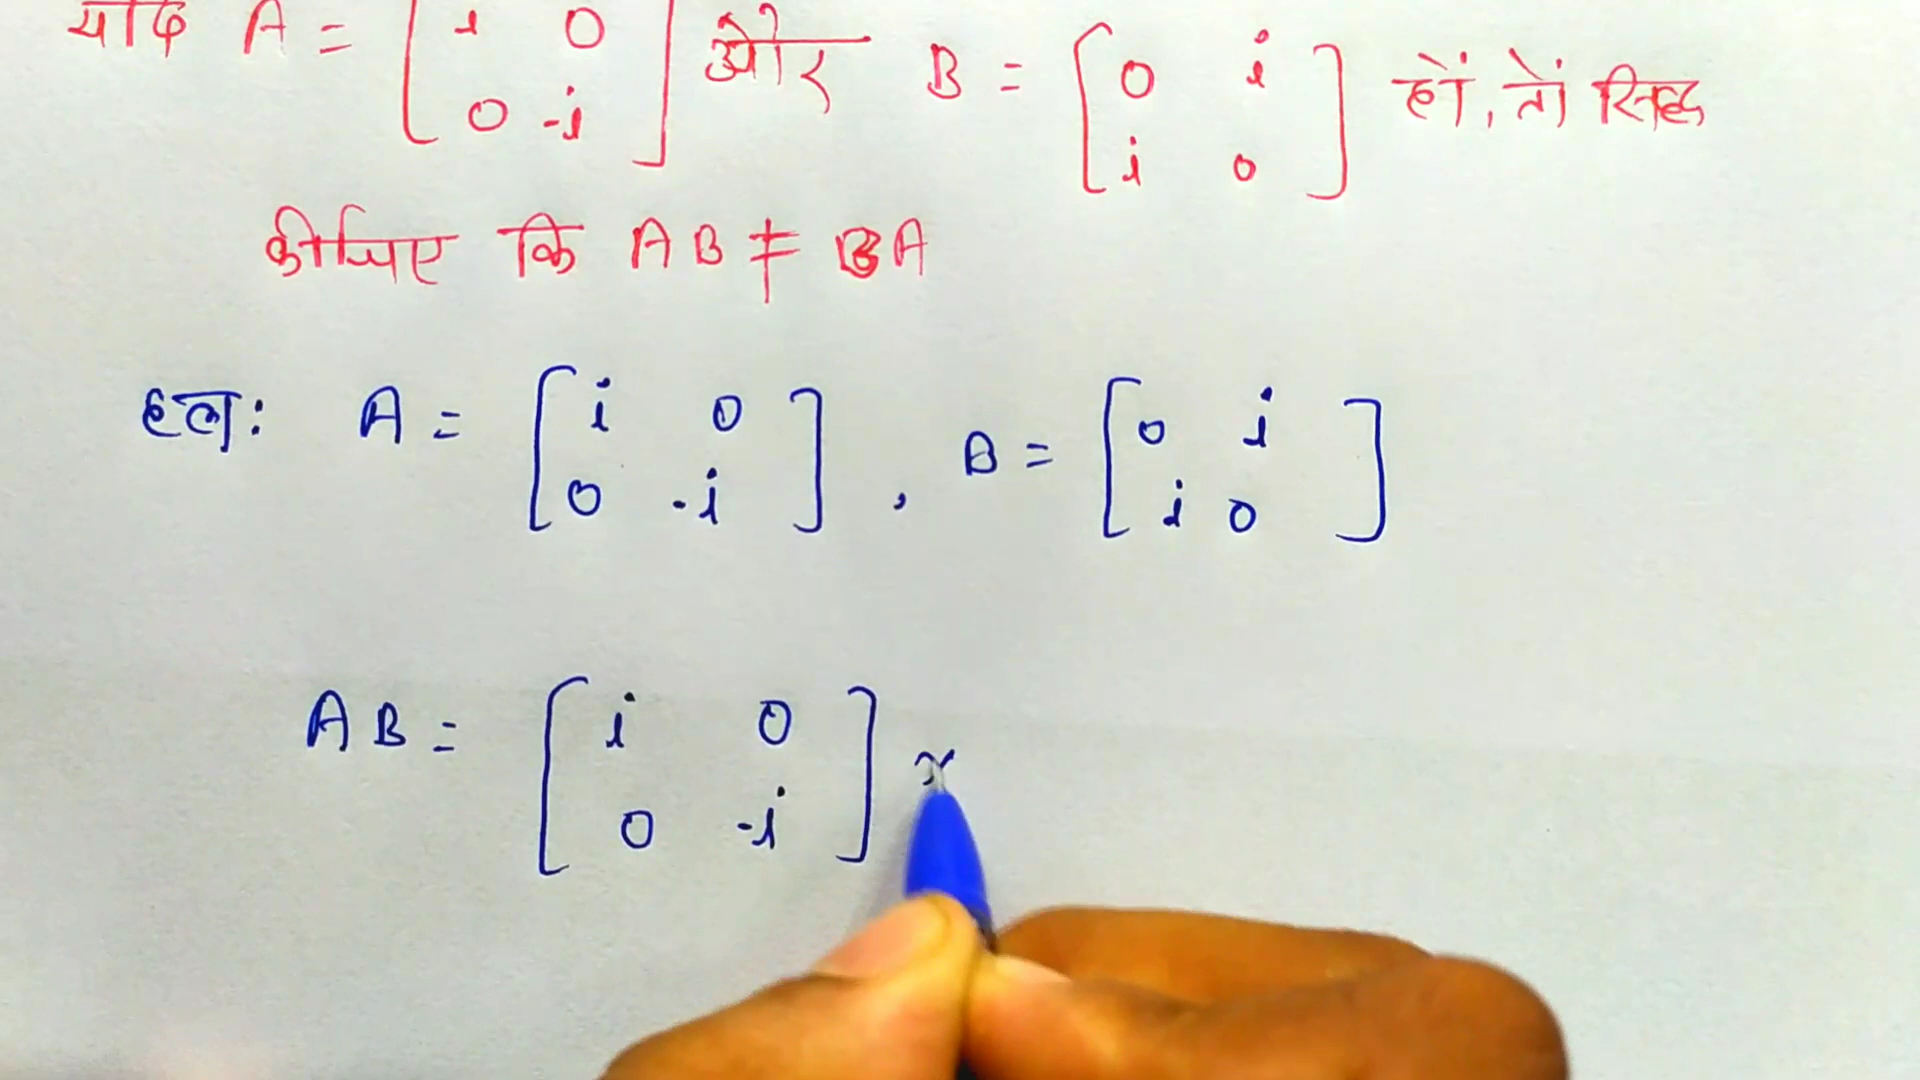 यदि A = [i 0 और B = [0 i] हों, तो सिद्ध
0 -i] [i 0]
कीजिए कि AB ≠ BA
हल: A = [i 0], B = [0 i]
[0 -i] [i 0]
AB = [i 0] ×
[0 -i]